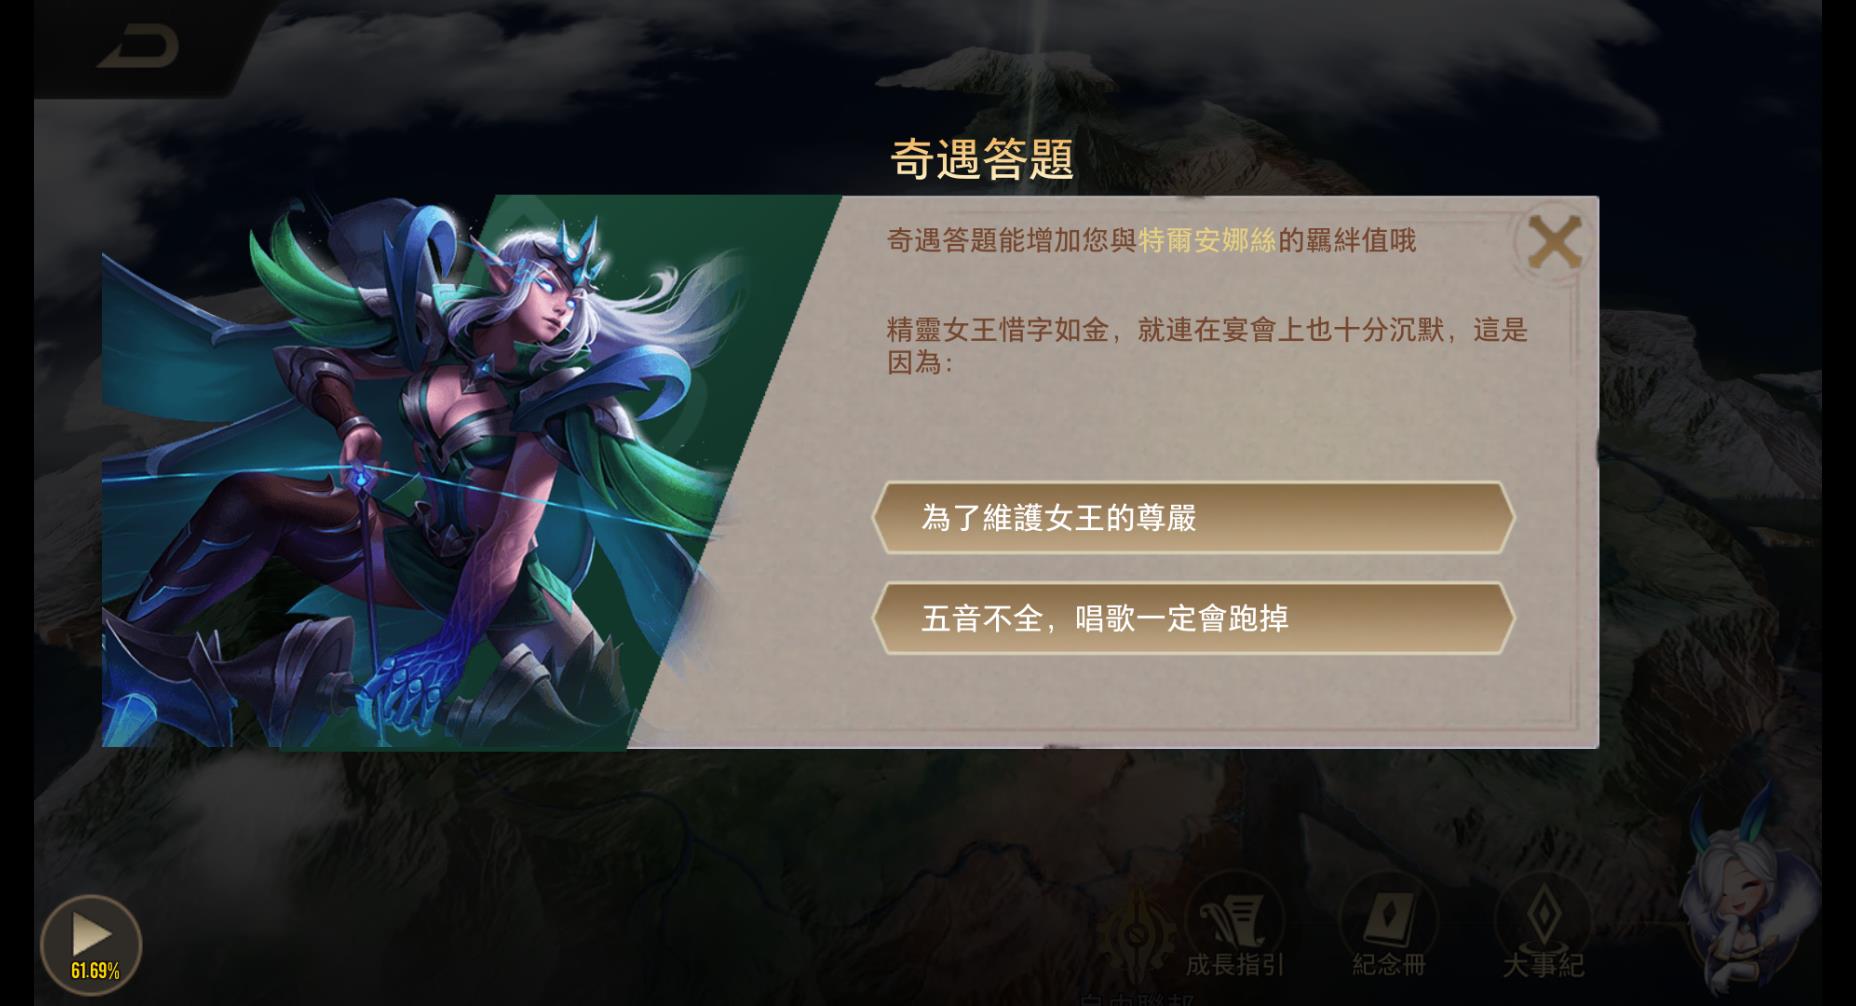 奇遇答題
奇遇答題能增加您與特爾安娜絲的羈絆值哦
精靈女王惜字如金，就連在宴會上也十分沉默，這是
因為：
為了維護女王的尊嚴
五音不全，唱歌一定會跑掉
61.69%
成長指引
紀念冊
大事紀
自由聯邦